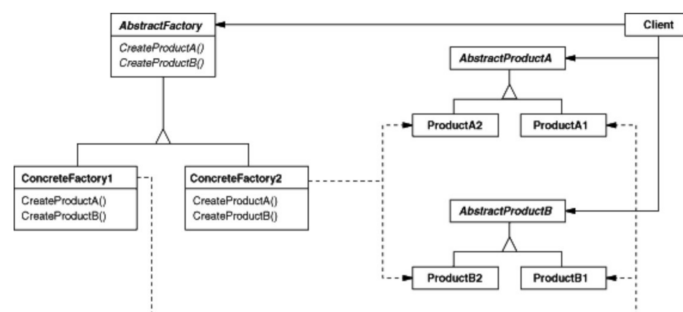 AbstractFactory
CreateProductA()
CreateProductB()
Client
AbstractProductA
ProductA2
ProductA1
ConcreteFactory1
CreateProductA()
CreateProductB()
ConcreteFactory2
CreateProductA()
CreateProductB()
AbstractProductB
ProductB2
ProductB1